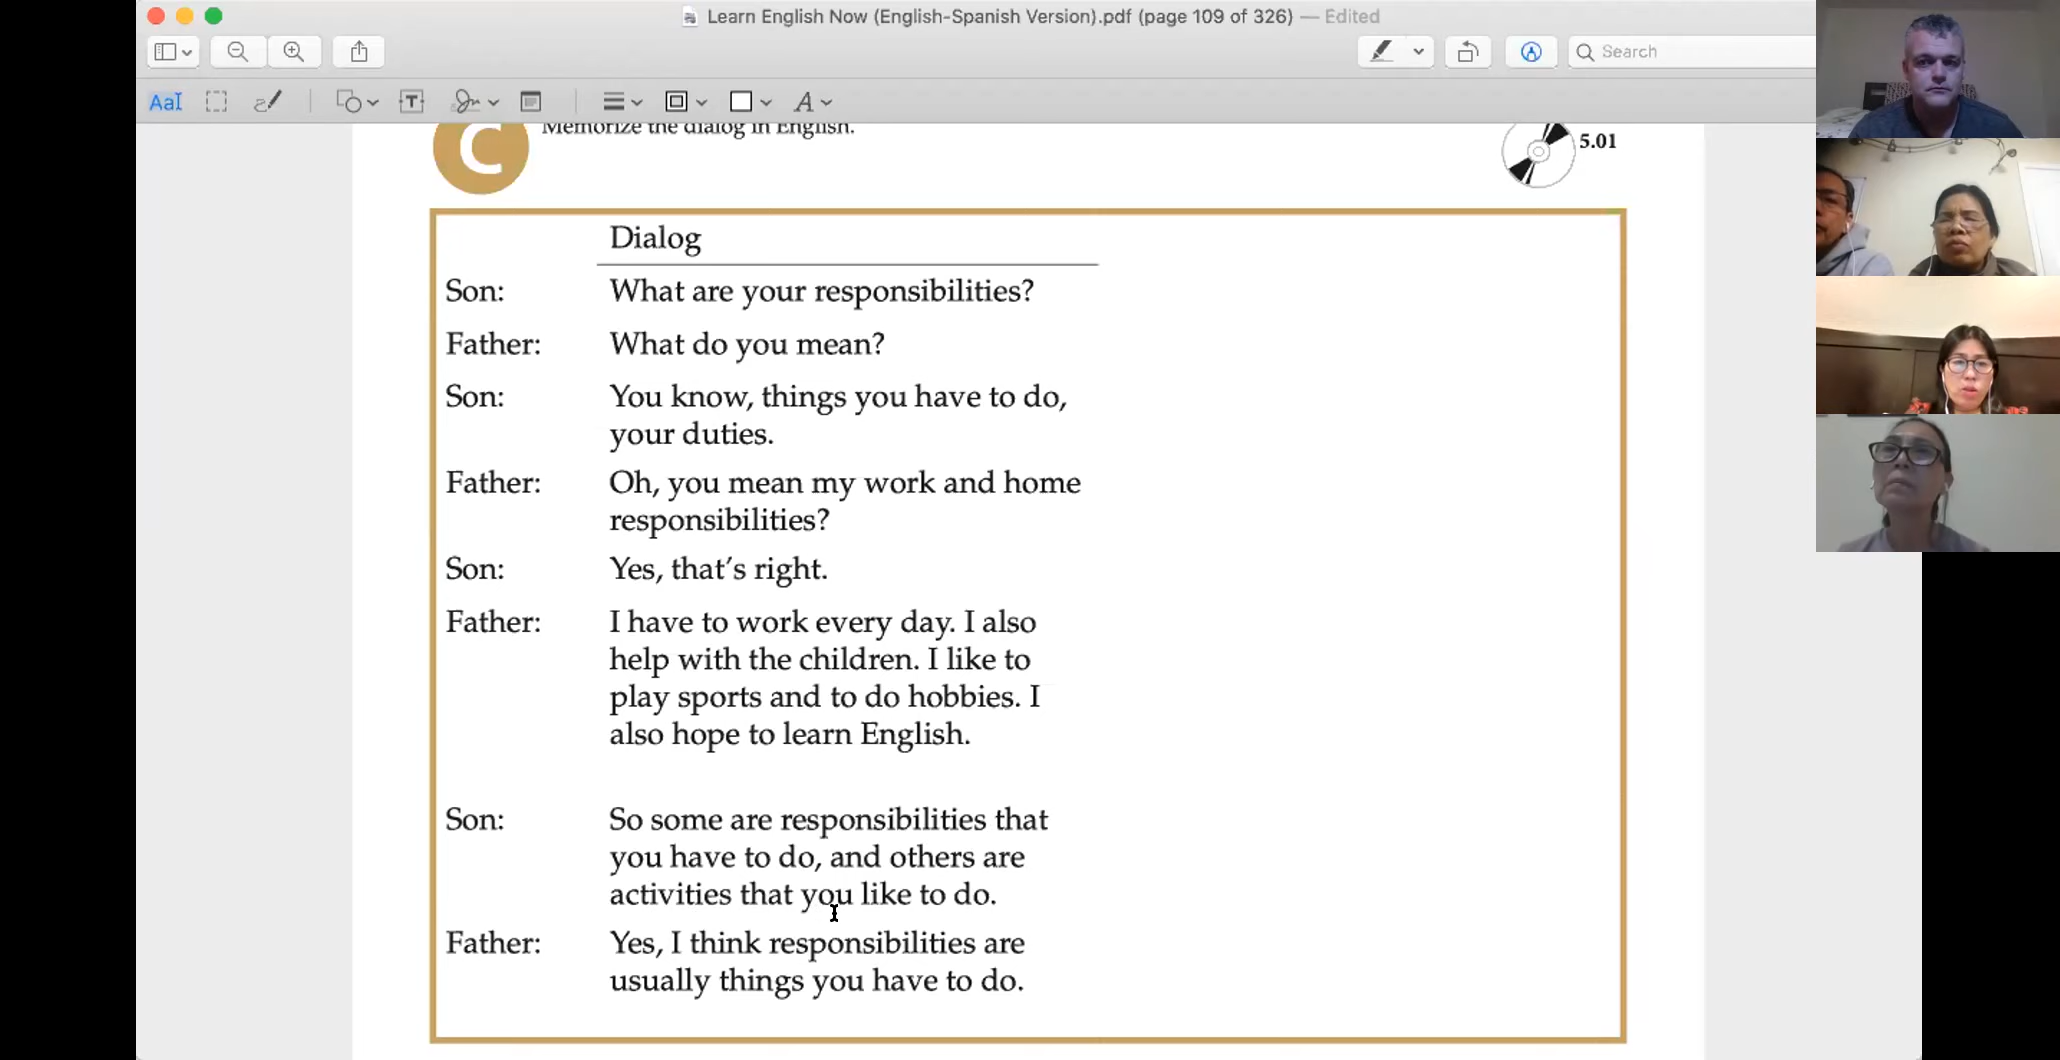 Learn English Now (English-Spanish Version).pdf (page 109 of 326) — Edited
Search
AaI
T
A
C
Memorize the dialog in English.
5.01
Dialog
Son: What are your responsibilities?
Father: What do you mean?
Son: You know, things you have to do,
your duties.
Father: Oh, you mean my work and home
responsibilities?
Son: Yes, that's right.
Father: I have to work every day. I also
help with the children. I like to
play sports and to do hobbies. I
also hope to learn English.
Son: So some are responsibilities that
you have to do, and others are
activities that you like to do.
Father: Yes, I think responsibilities are
usually things you have to do.